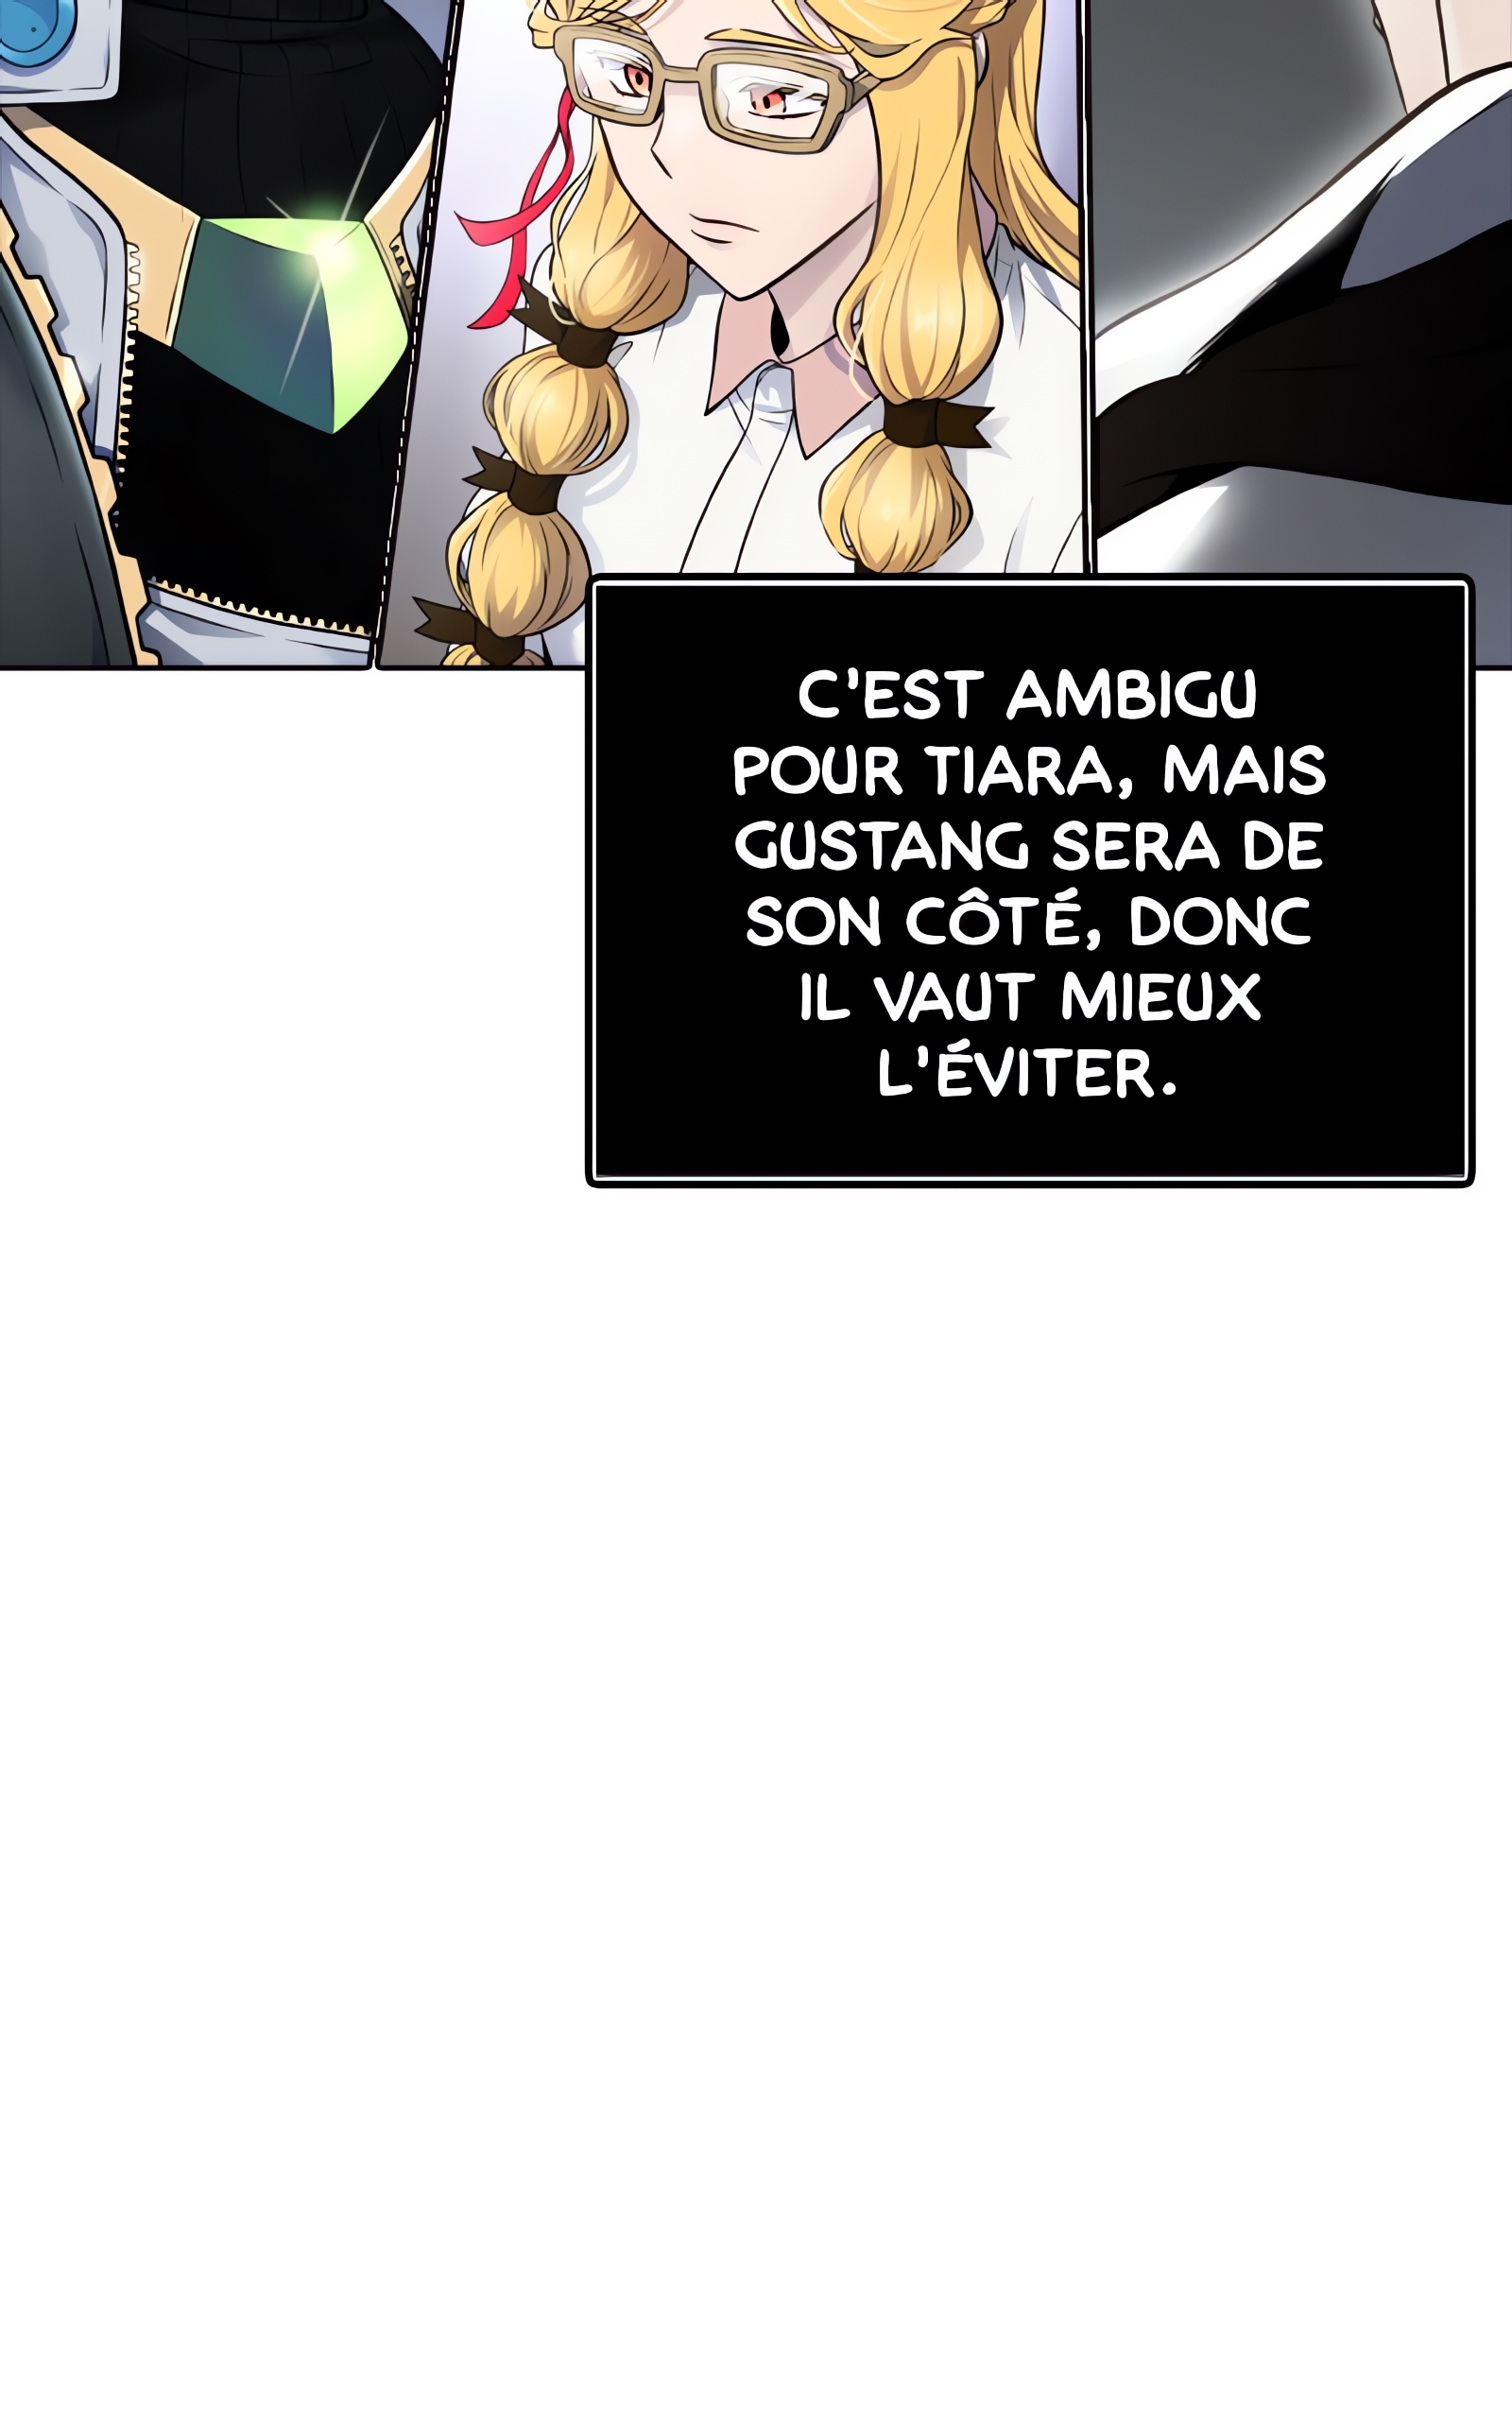 C'EST AMBIGU
POUR TIARA, MAIS
GUSTANG SERA DE
SON CÔTÉ, DONC
IL VAUT MIEUX
L'ÉVITER.